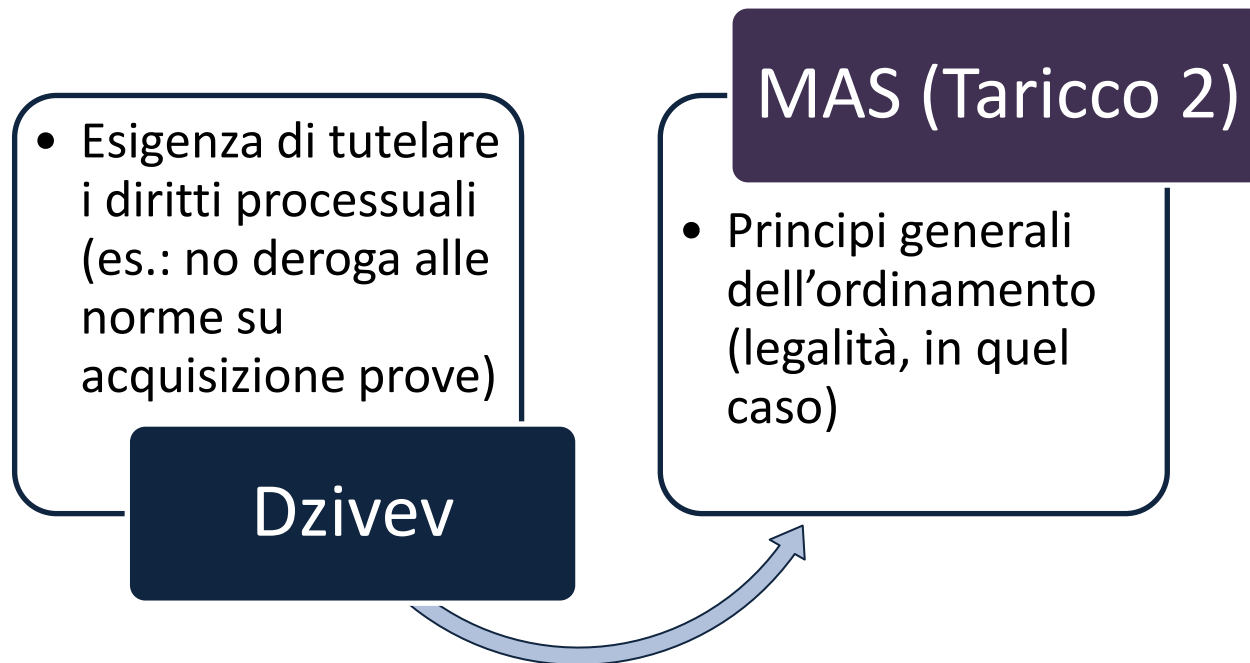 • Esigenza di tutelare
i diritti processuali
(es.: no deroga alle
norme su
acquisizione prove)
Dzivev
MAS (Taricco 2)
• Principi generali
dell’ordinamento
(legalità, in quel
caso)